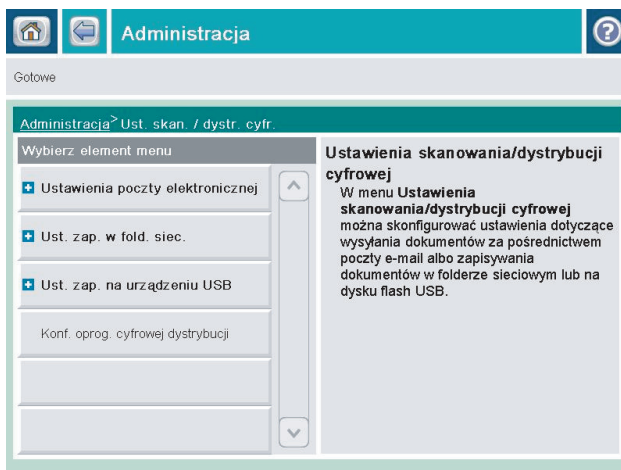 Administracja
?
Gotowe
Administracja>Ust. skan. / dystr. cyfr.
Wybierz element menu
Ustawienia poczty elektronicznej
Ust. zap. w fold. siec.
Ust. zap. na urządzeniu USB
Konf. oprog. cyfrowej dystrybucji
Ustawienia skanowania/dystrybucji
cyfrowej
W menu Ustawienia
skanowania/dystrybucji cyfrowej
można skonfigurować ustawienia dotyczące
wysyłania dokumentów za pośrednictwem
poczty e-mail albo zapisywania
dokumentów w folderze sieciowym lub na
dysku flash USB.